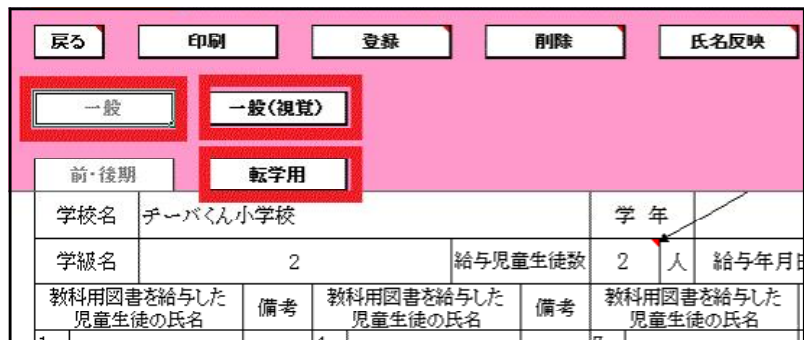 戻る 印刷 登録 削除 氏名反映
一般 一般(視覚)
前・後期 転学用
学校名 チーバくん小学校 学 年
学級名 2 給与児童生徒数 2 人 給与年月
教科用図書を給与した 備考 教科用図書を給与した 備考 教科用図書を給与した
児童生徒の氏名 児童生徒の氏名 児童生徒の氏名
1 4 7